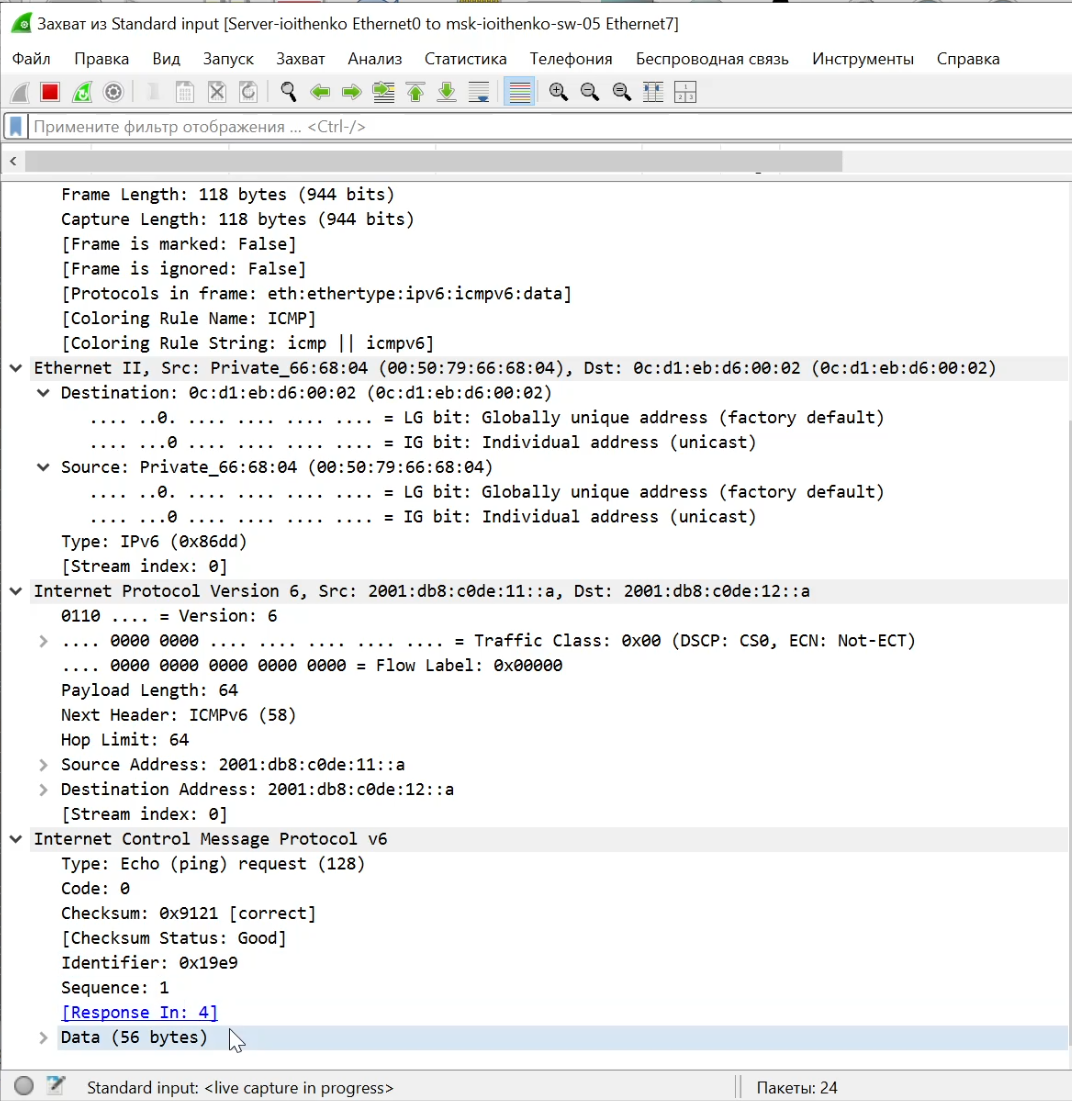 Захват из Standard input [Server-ioithenko Ethernet0 to msk-ioithenko-sw-05 Ethernet7]
Файл Правка Вид Запуск Захват Анализ Статистика Телефония Беспроводная связь Инструменты Справка
Примените фильтр отображения ... <Ctrl-/>
Frame Length: 118 bytes (944 bits)
Capture Length: 118 bytes (944 bits)
[Frame is marked: False]
[Frame is ignored: False]
[Protocols in frame: eth:ethertype:ipv6:icmpv6:data]
[Coloring Rule Name: ICMP]
[Coloring Rule String: icmp || icmpv6]
Ethernet II, Src: Private_66:68:04 (00:50:79:66:68:04), Dst: 0c:d1:eb:d6:00:02 (0c:d1:eb:d6:00:02)
Destination: 0c:d1:eb:d6:00:02 (0c:d1:eb:d6:00:02)
.... ..0. .... .... .... .... = LG bit: Globally unique address (factory default)
.... ...0 .... .... .... .... = IG bit: Individual address (unicast)
Source: Private_66:68:04 (00:50:79:66:68:04)
.... ..0. .... .... .... .... = LG bit: Globally unique address (factory default)
.... ...0 .... .... .... .... = IG bit: Individual address (unicast)
Type: IPv6 (0x86dd)
[Stream index: 0]
Internet Protocol Version 6, Src: 2001:db8:c0de:11::a, Dst: 2001:db8:c0de:12::a
0110 .... = Version: 6
.... 0000 0000 .... .... .... .... .... = Traffic Class: 0x00 (DSCP: CS0, ECN: Not-ECT)
.... 0000 0000 0000 0000 0000 = Flow Label: 0x00000
Payload Length: 64
Next Header: ICMPv6 (58)
Hop Limit: 64
Source Address: 2001:db8:c0de:11::a
Destination Address: 2001:db8:c0de:12::a
[Stream index: 0]
Internet Control Message Protocol v6
Type: Echo (ping) request (128)
Code: 0
Checksum: 0x9121 [correct]
[Checksum Status: Good]
Identifier: 0x19e9
Sequence: 1
[Response In: 4]
Data (56 bytes)
Standard input: <live capture in progress> Пакеты: 24